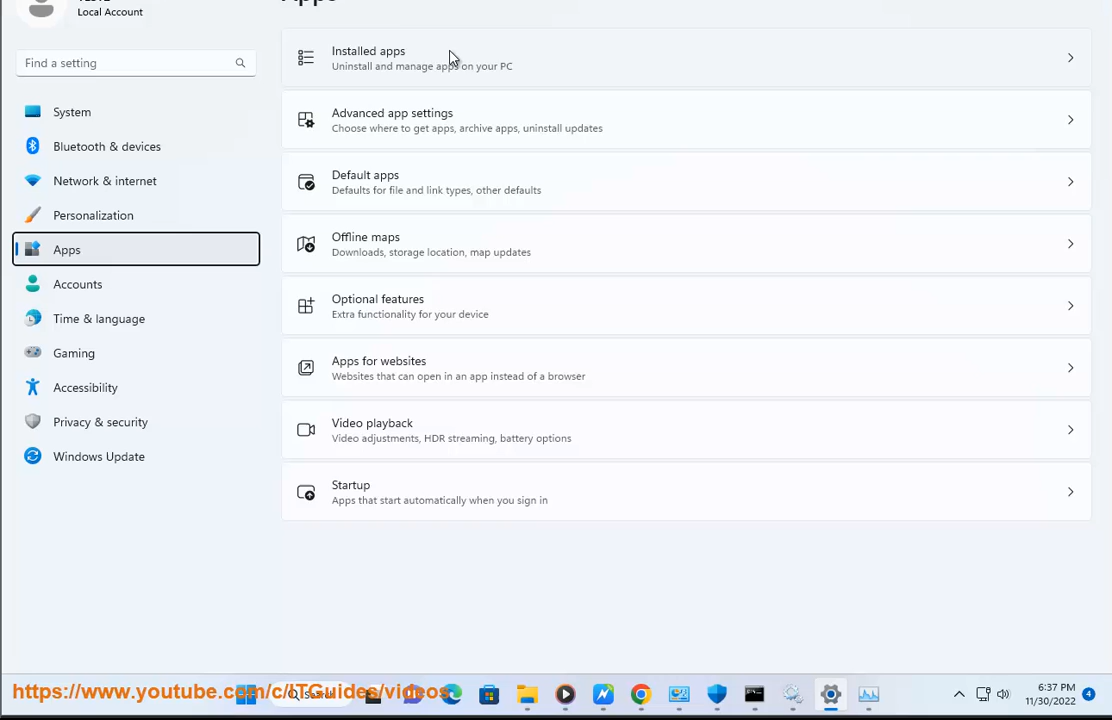 Local Account
Apps
Find a setting
System
Bluetooth & devices
Network & internet
Personalization
Apps
Accounts
Time & language
Gaming
Accessibility
Privacy & security
Windows Update
Installed apps
Uninstall and manage apps on your PC
Advanced app settings
Choose where to get apps, archive apps, uninstall updates
Default apps
Defaults for file and link types, other defaults
Offline maps
Downloads, storage location, map updates
Optional features
Extra functionality for your device
Apps for websites
Websites that can open in an app instead of a browser
Video playback
Video adjustments, HDR streaming, battery options
Startup
Apps that start automatically when you sign in
https://www.youtube.com/c/ITGuides/videos
Search
6:37 PM
11/30/2022
4